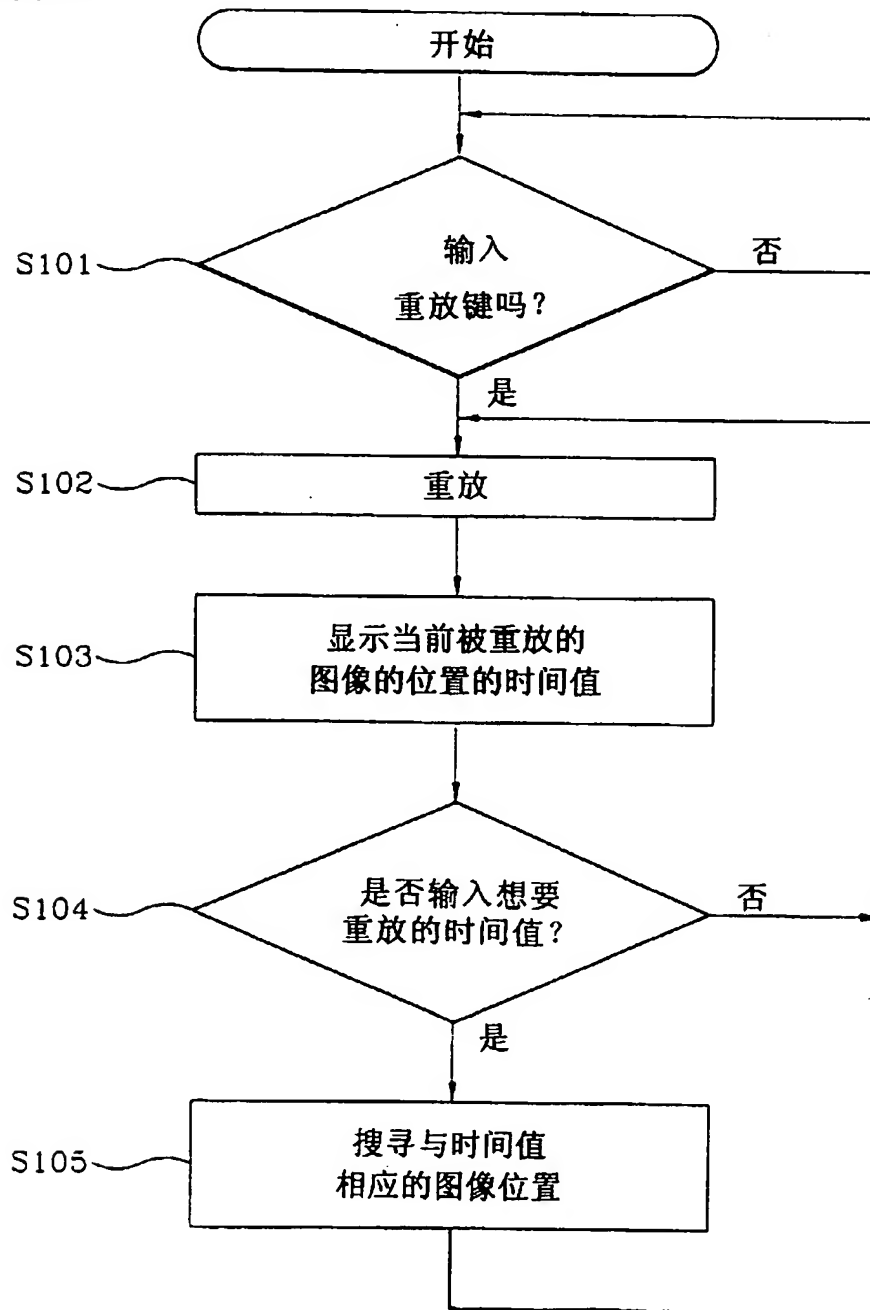 开始
S101
输入
重放键吗?
否
是
S102
重放
S103
显示当前被重放的
图像的位置的时间值
S104
是否输入想要
重放的时间值?
否
是
S105
搜寻与时间值
相应的图像位置